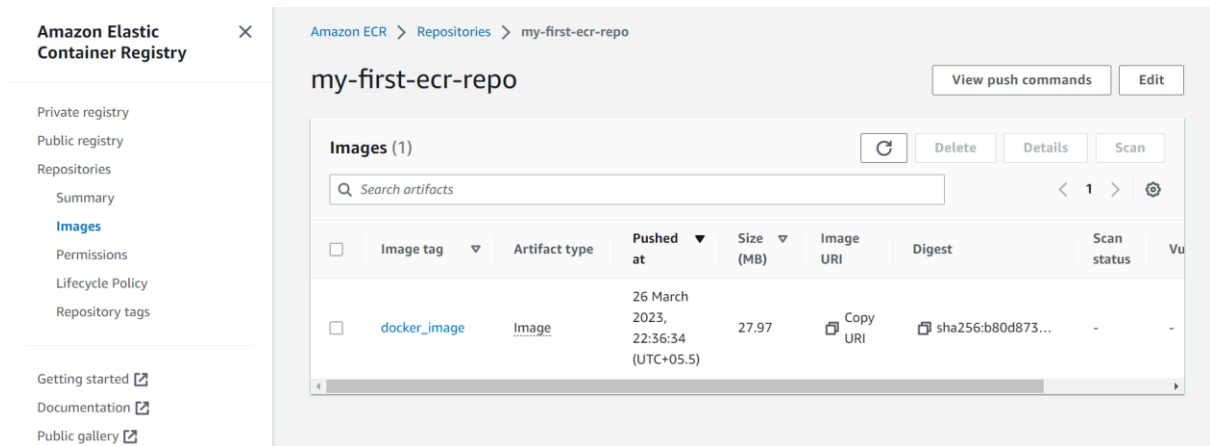 Amazon Elastic
Container Registry
Private registry
Public registry
Repositories
Summary
Images
Permissions
Lifecycle Policy
Repository tags
Getting started
Documentation
Public gallery
Amazon ECR > Repositories > my-first-ecr-repo
my-first-ecr-repo
View push commands
Edit
Images (1)
Delete
Details
Scan
Search artifacts
< 1 >
Image tag
Artifact type
Pushed
at
Size
(MB)
Image
URI
Digest
Scan
status
Vu
docker_image
Image
26 March
2023,
22:36:34
(UTC+05.5)
27.97
Copy
URI
sha256:b80d873...
-
-